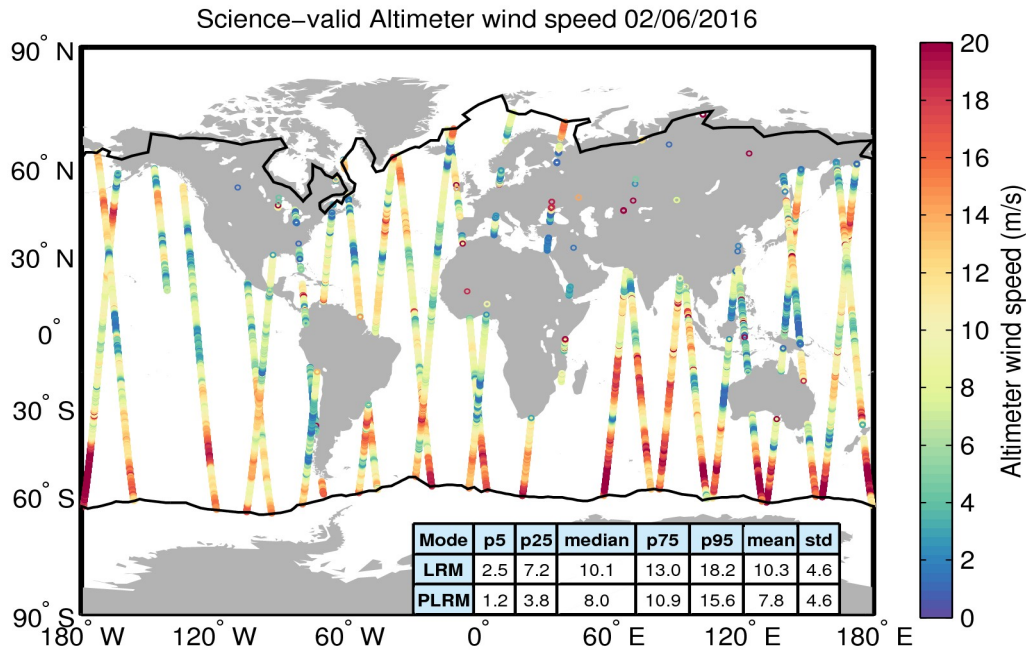 Science−valid Altimeter wind speed 02/06/2016
90° N
60° N
30° N
0°
30° S
60° S
90° S
180° W
120° W
60° W
0°
60° E
120° E
180° E
Mode p5 p25 median p75 p95 mean std
LRM 2.5 7.2 10.1 13.0 18.2 10.3 4.6
PLRM 1.2 3.8 8.0 10.9 15.6 7.8 4.6
20
18
16
14
12
10
8
6
4
2
0
Altimeter wind speed (m/s)